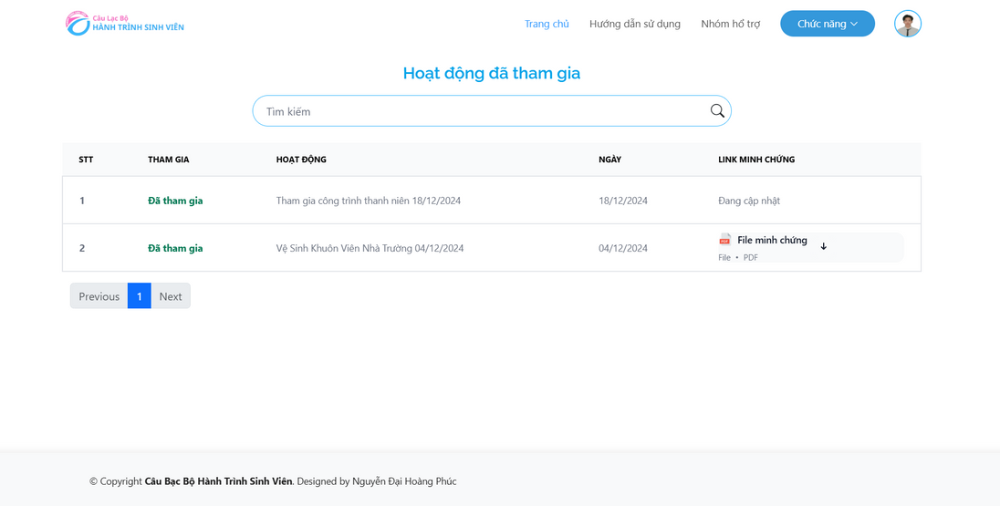 Câu Lạc Bộ
HÀNH TRÌNH SINH VIÊN
Trang chủ Hướng dẫn sử dụng Nhóm hổ trợ Chức năng
Hoạt động đã tham gia
Tìm kiếm
STT THAM GIA HOẠT ĐỘNG NGÀY LINK MINH CHỨNG
1 Đã tham gia Tham gia công trình thanh niên 18/12/2024 18/12/2024 Đang cập nhật
2 Đã tham gia Vệ Sinh Khuôn Viên Nhà Trường 04/12/2024 04/12/2024 PDF File minh chứng
File • PDF
Previous 1 Next
© Copyright Câu Bạc Bộ Hành Trình Sinh Viên. Designed by Nguyễn Đại Hoàng Phúc